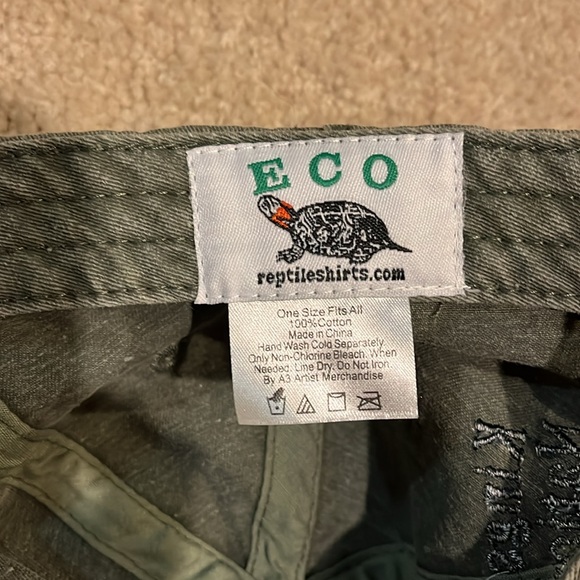 ECO
reptileshirts.com
One Size Fits All
100%Cotton
Made in China
Hand Wash Cold Separately
Only Non-Chlorine Bleach. When
Needed. Line Dry. Do Not Iron
By A3 Artist Merchandise